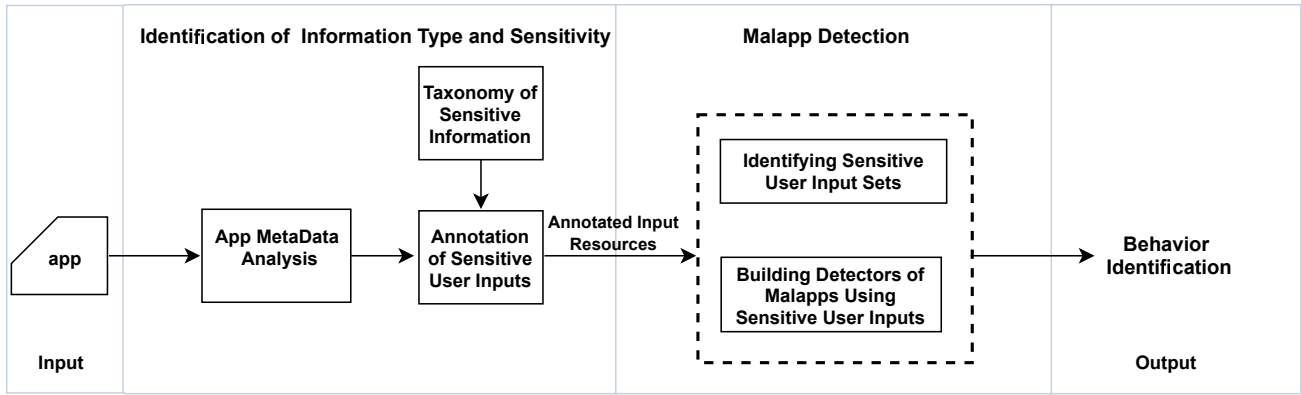 Identification of Information Type and Sensitivity
Malapp Detection
Taxonomy of
Sensitive
Information
Identifying Sensitive
User Input Sets
app
App MetaData
Analysis
Annotation
of Sensitive
User Inputs
Annotated Input
Resources
Building Detectors of
Malapps Using
Sensitive User Inputs
Behavior
Identification
Input
Output